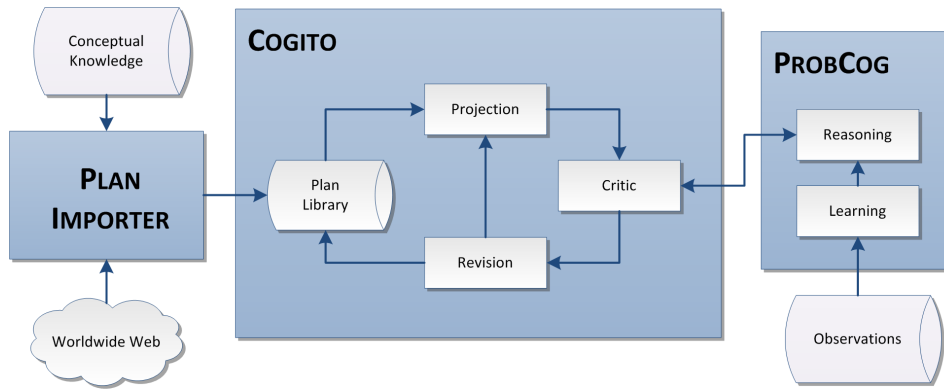 Conceptual
Knowledge
PLAN
IMPORTER
Worldwide Web
COGITO
Projection
Plan
Library
Critic
Revision
PROBCOG
Reasoning
Learning
Observations